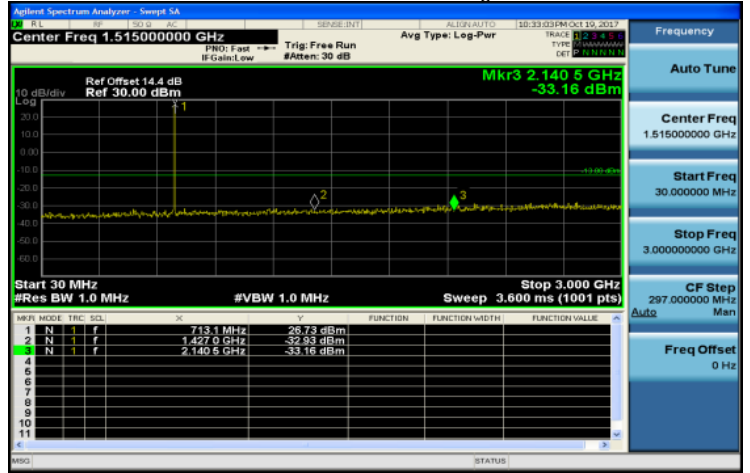 Agilent Spectrum Analyzer - Swept SA
RL RF 50 Ω AC SENSE:INT ALIGN AUTO 10:33:03 PM Oct 19, 2017
Center Freq 1.515000000 GHz
PNO: Fast
IFGain:Low
Trig: Free Run
#Atten: 30 dB
Avg Type: Log-Pwr
TRACE 1 2 3 4 5 6
TYPE M
DET P N N N N N
Ref Offset 14.4 dB
Ref 30.00 dBm
10 dB/div
Log
Mkr3 2.140 5 GHz
-33.16 dBm
20.0
10.0
0.00
-10.0
-20.0
-30.0
-40.0
-50.0
-60.0
1
2
3
-13.00 dBm
Start 30 MHz
Stop 3.000 GHz
#Res BW 1.0 MHz #VBW 1.0 MHz Sweep 3.600 ms (1001 pts)
MKR MODE TRC SCL X Y FUNCTION FUNCTION WIDTH FUNCTION VALUE
1 N 1 f 713.1 MHz 26.73 dBm
2 N 1 f 1.427 0 GHz -32.93 dBm
3 N 1 f 2.140 5 GHz -33.16 dBm
4
5
6
7
8
9
10
11
MSG STATUS
Frequency
Auto Tune
Center Freq
1.515000000 GHz
Start Freq
30.000000 MHz
Stop Freq
3.000000000 GHz
CF Step
297.000000 MHz
Auto Man
Freq Offset
0 Hz